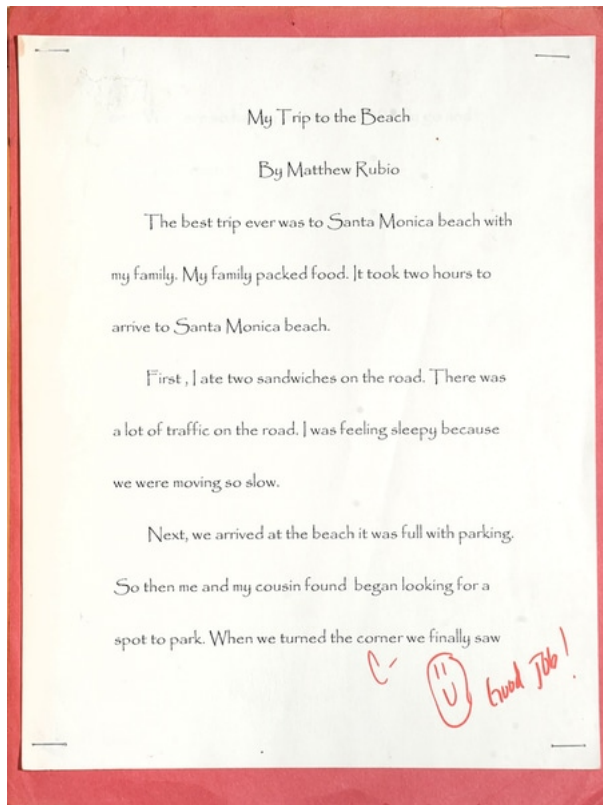 My Trip to the Beach
By Matthew Rubio
The best trip ever was to Santa Monica beach with
my family. My family packed food. It took two hours to
arrive to Santa Monica beach.
First , I ate two sandwiches on the road. There was
a lot of traffic on the road. I was feeling sleepy because
we were moving so slow.
Next, we arrived at the beach it was full with parking.
So then me and my cousin found began looking for a
spot to park. When we turned the corner we finally saw
C-
Good Job!